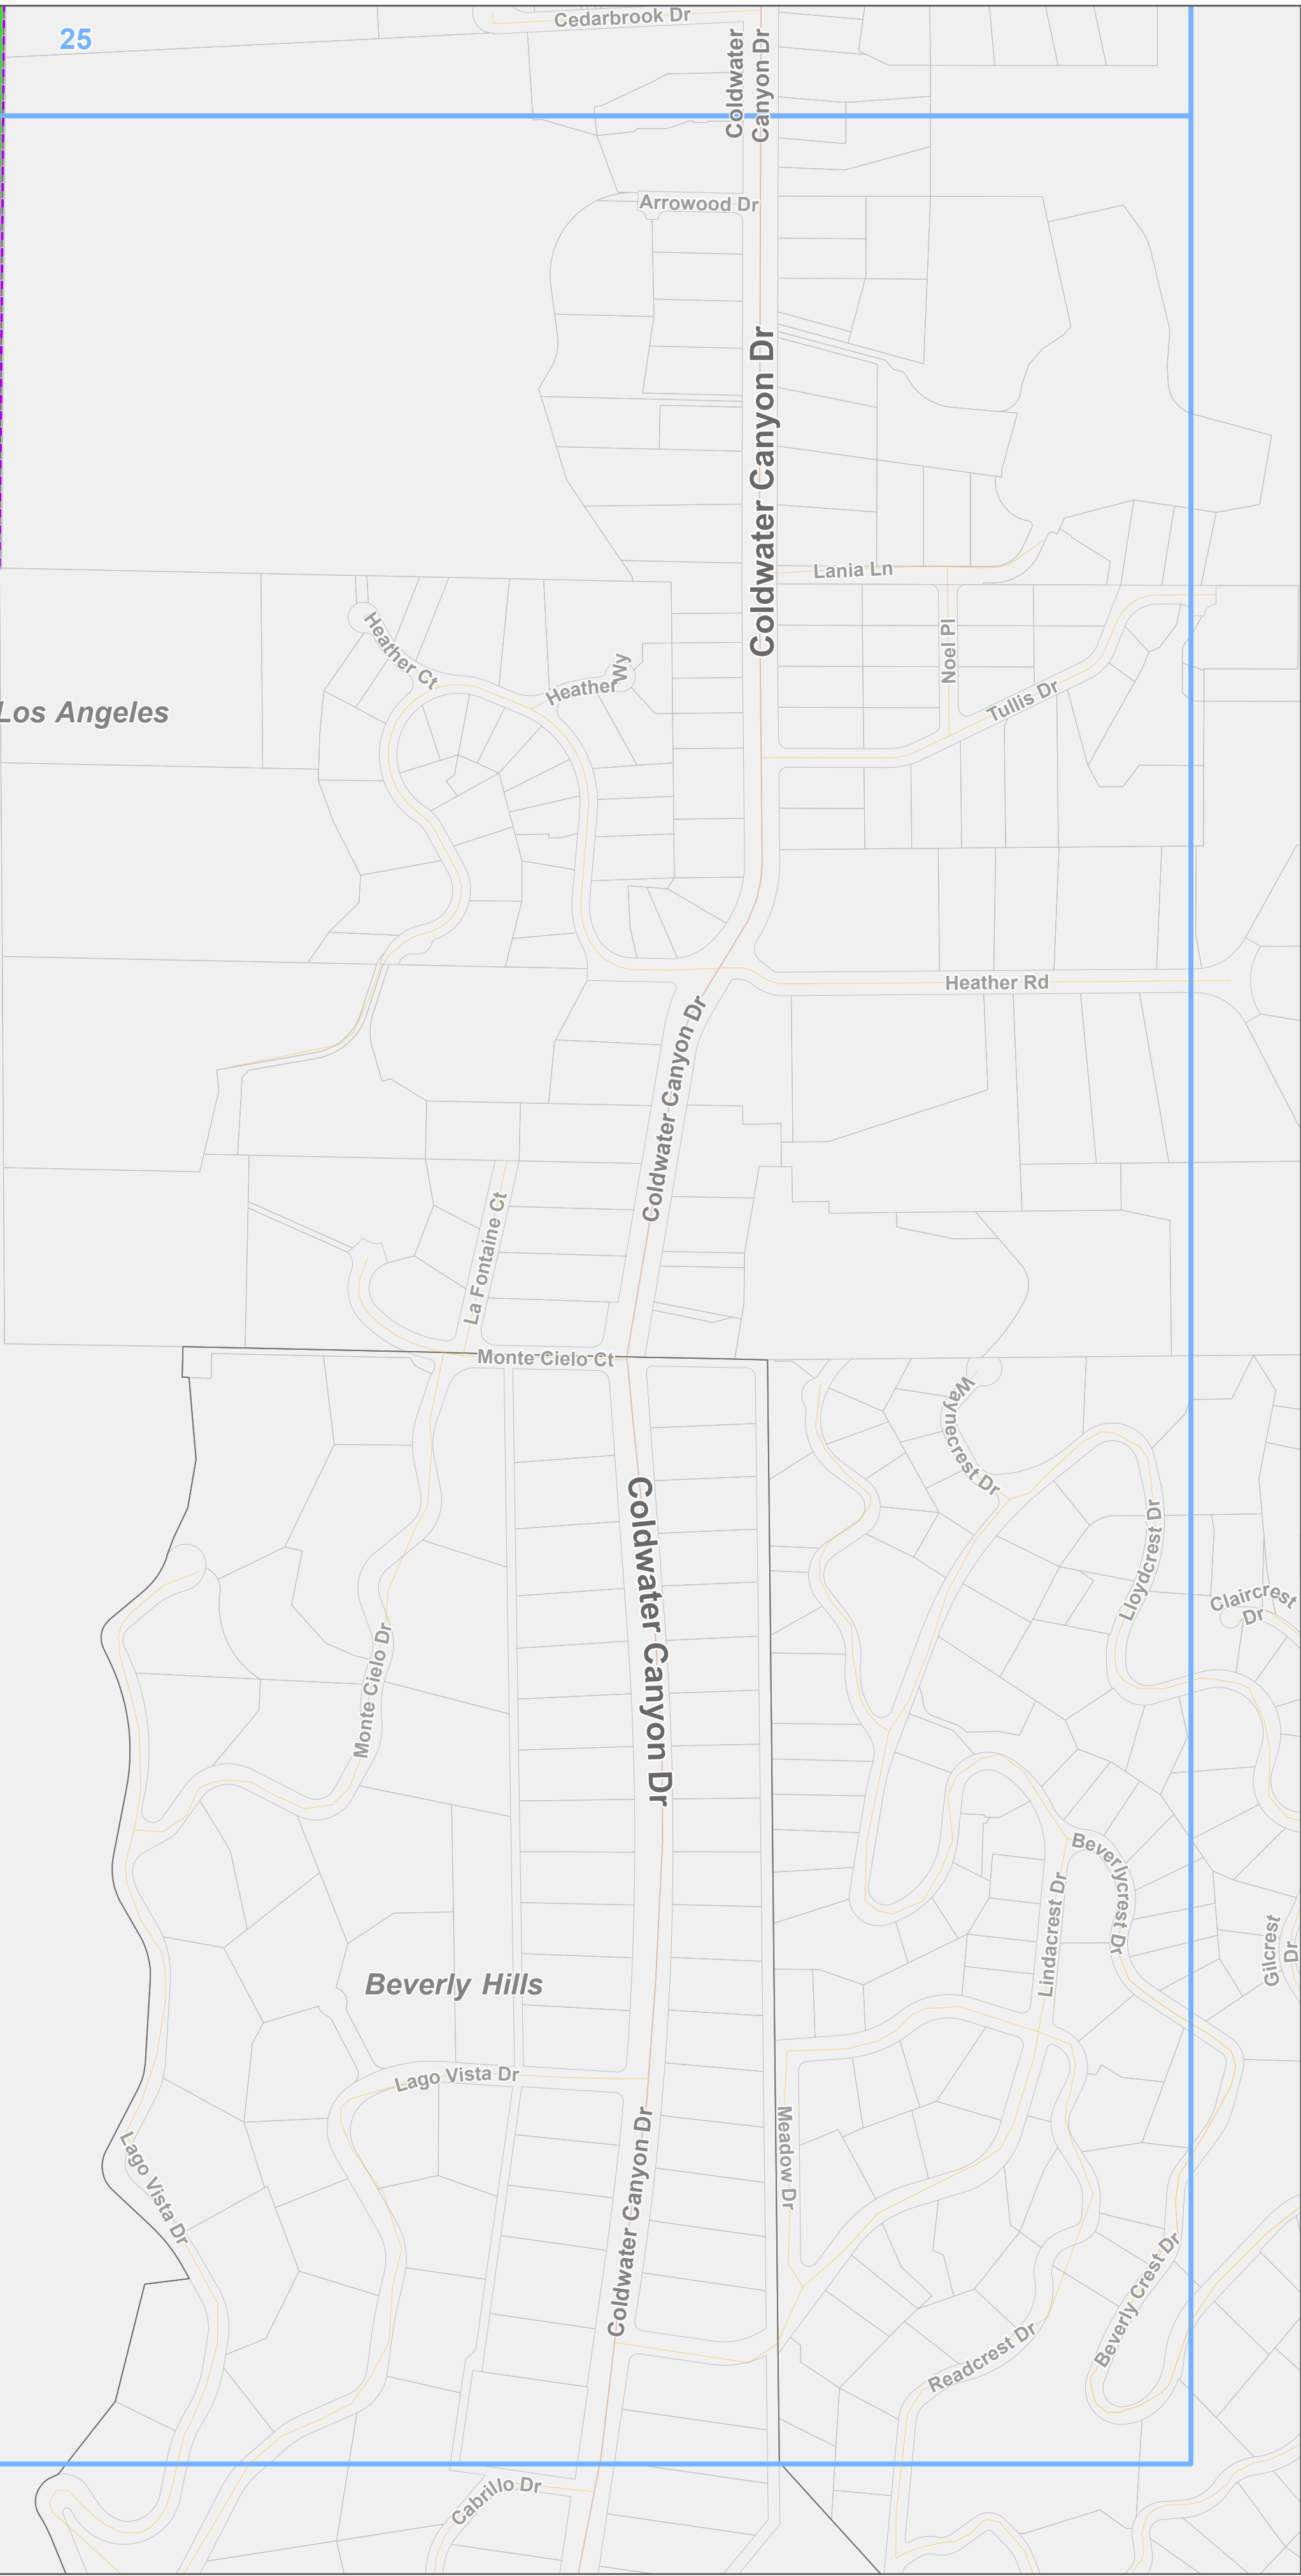 Cedarbrook Dr
25
Coldwater
Canyon Dr
Arrowood Dr
Coldwater Canyon Dr
Lania Ln
Heather Ct
Heather Wy
Noel Pl
Tullis Dr
Los Angeles
Heather Rd
Coldwater Canyon Dr
La Fontaine Ct
Monte Cielo Ct
Waynecrest Dr
Coldwater Canyon Dr
Lloydcrest Dr
Claircrest
Dr
Monte Cielo Dr
Beverlycrest Dr
Lindacrest Dr
Gilcrest
Dr
Beverly Hills
Lago Vista Dr
Meadow Dr
Lago Vista Dr
Coldwater Canyon Dr
Beverly Crest Dr
Readcrest Dr
Cabrillo Dr